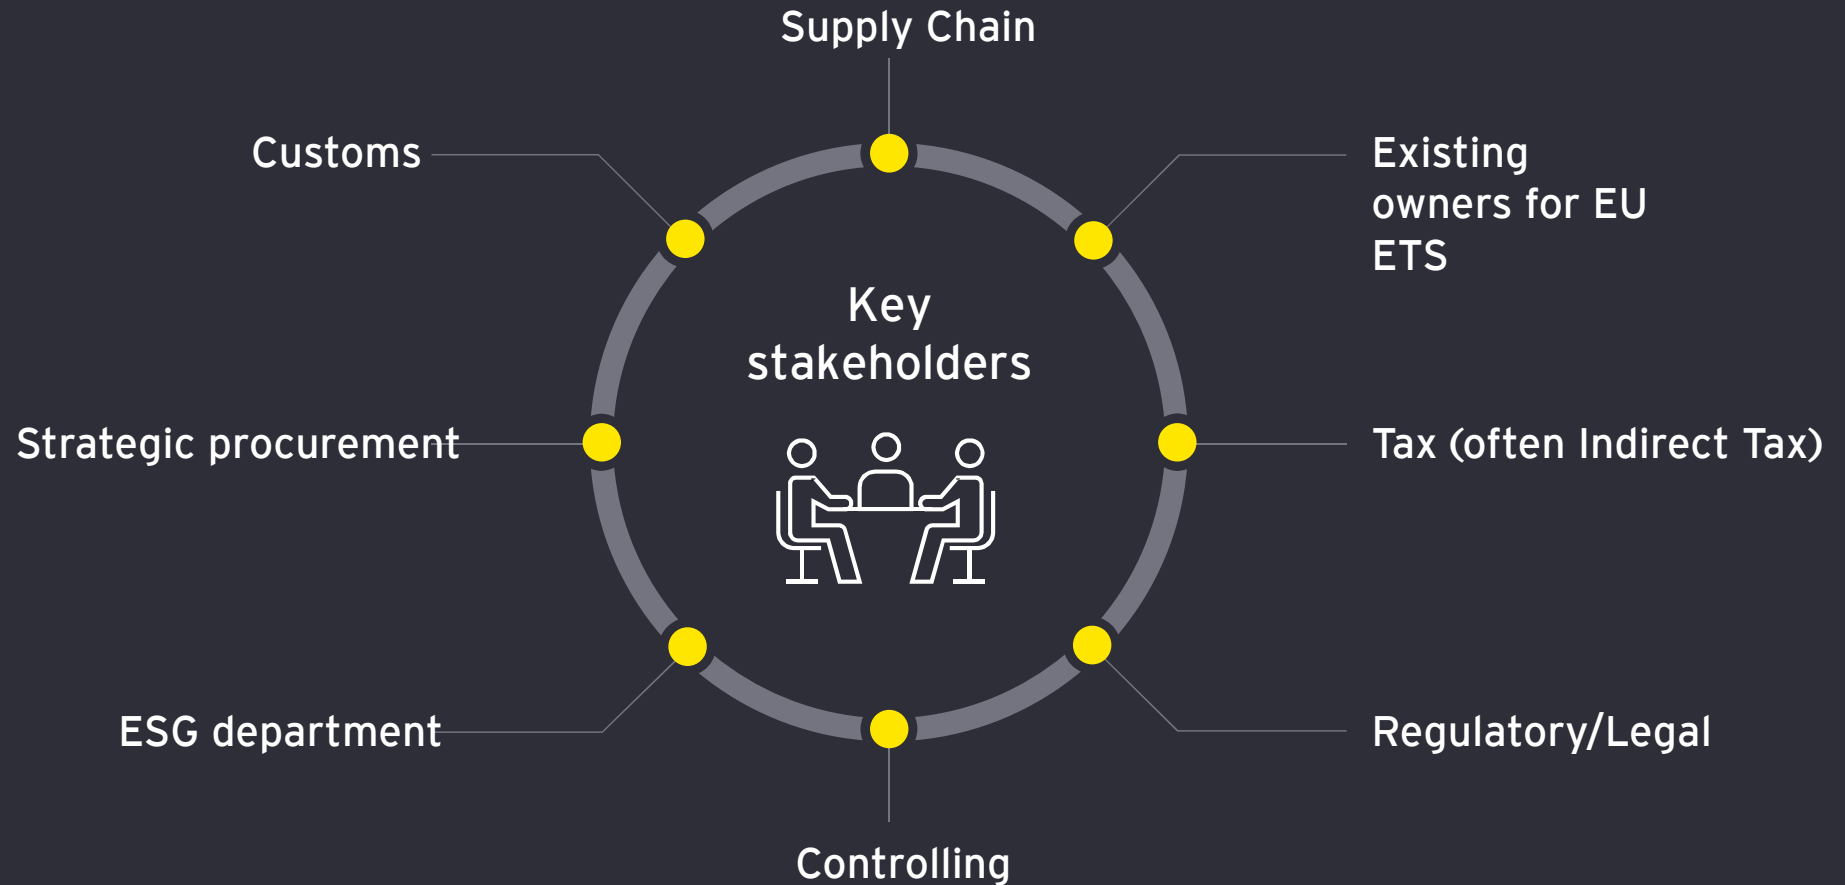 Supply Chain
Customs
Existing
owners for EU
ETS
Key
stakeholders
Strategic procurement
Tax (often Indirect Tax)
ESG department
Regulatory/Legal
Controlling